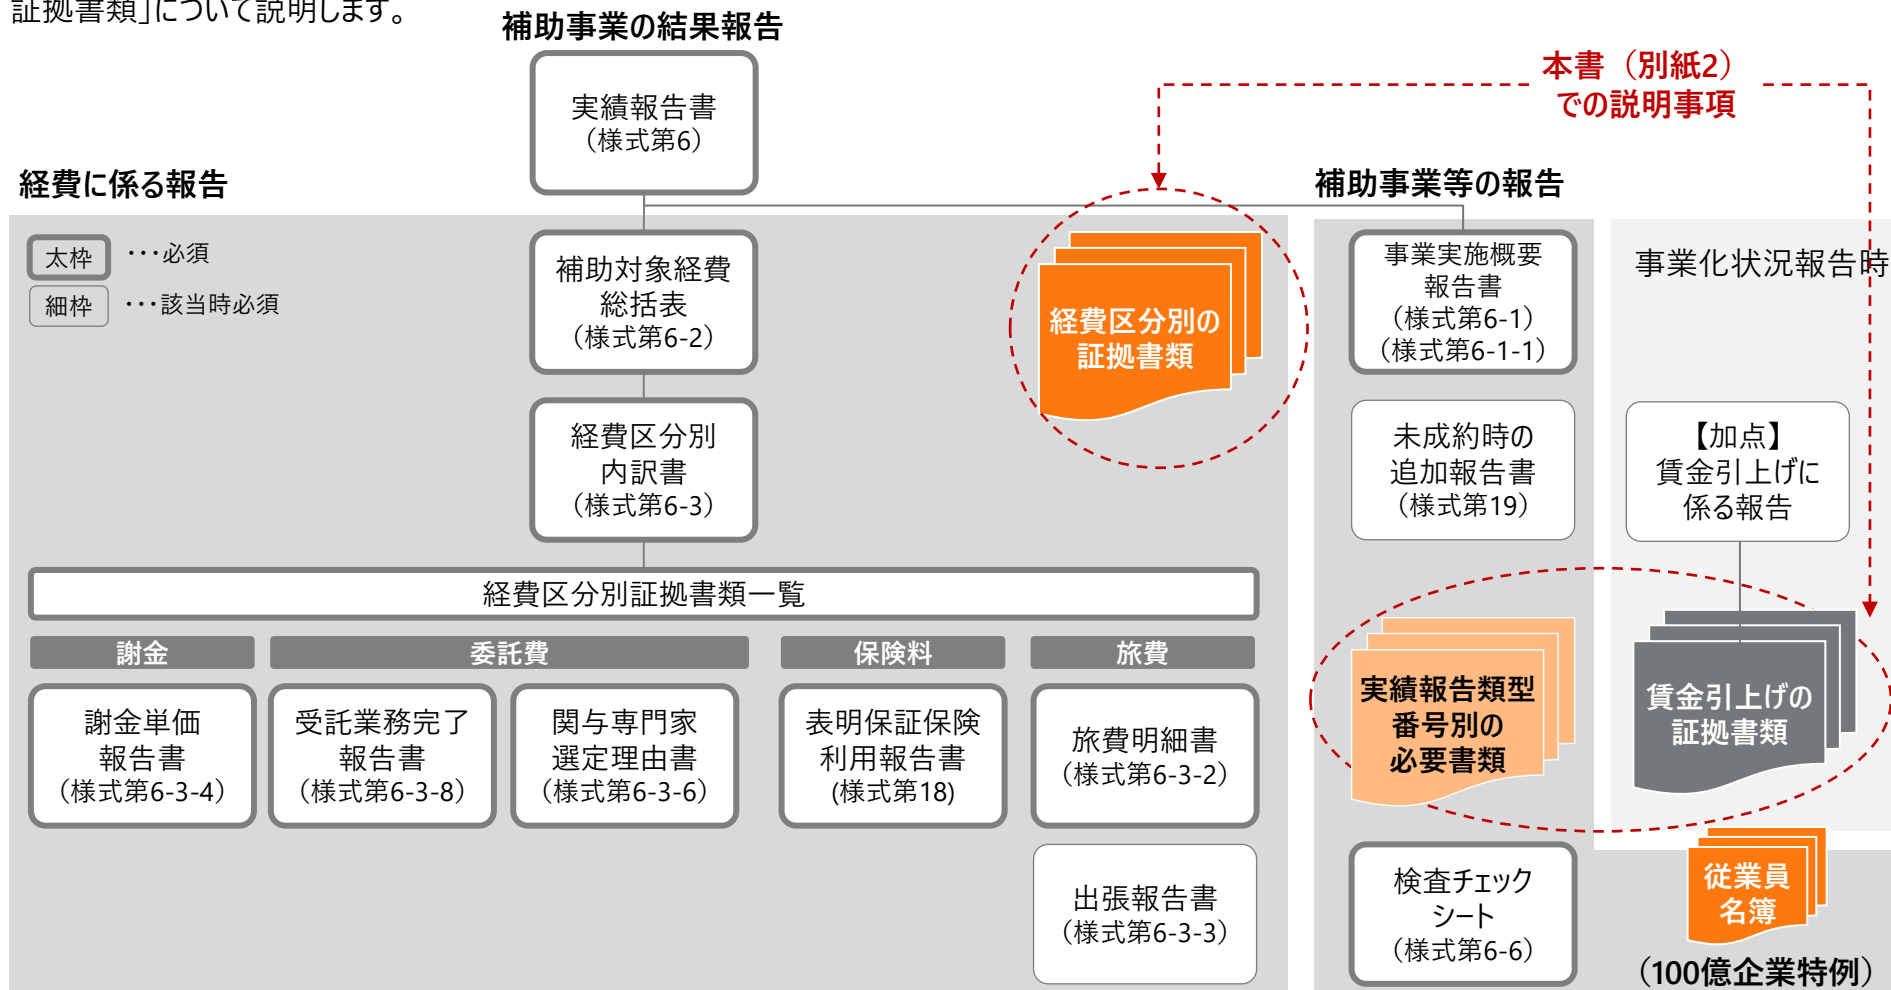 証拠書類」について説明します。
補助事業の結果報告
実績報告書
（様式第6）
本書（別紙2）
での説明事項
経費に係る報告
太枠
・・・必須
細枠
・・・該当時必須
補助対象経費
総括表
（様式第6-2）
経費区分別
内訳書
（様式第6-3）
経費区分別の
証拠書類
経費区分別証拠書類一覧
謝金
委託費
保険料
旅費
謝金単価
報告書
（様式第6-3-4）
受託業務完了
報告書
（様式第6-3-8）
関与専門家
選定理由書
（様式第6-3-6）
表明保証保険
利用報告書
(様式第18)
旅費明細書
（様式第6-3-2）
出張報告書
（様式第6-3-3）
補助事業等の報告
事業実施概要
報告書
（様式第6-1）
（様式第6-1-1）
未成約時の
追加報告書
（様式第19）
実績報告類型
番号別の
必要書類
検査チェック
シート
（様式第6-6）
事業化状況報告時
【加点】
賃金引上げに
係る報告
賃金引上げの
証拠書類
従業員
名簿
（100億企業特例）